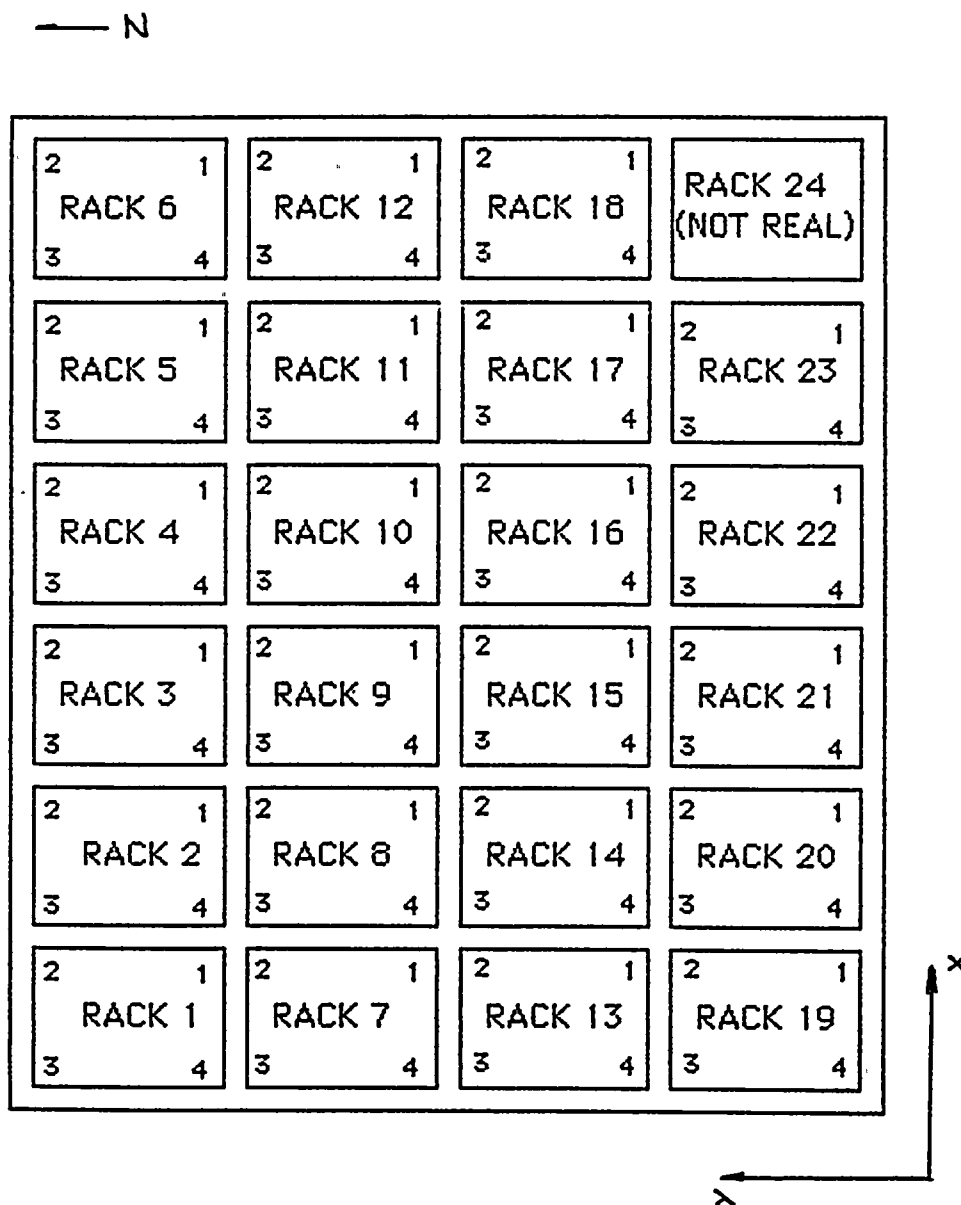 N
2 1 2 1 2 1 RACK 24
RACK 6 RACK 12 RACK 18 (NOT REAL)
3 4 3 4 3 4
2 1 2 1 2 1 2 1
RACK 5 RACK 11 RACK 17 RACK 23
3 4 3 4 3 4 3 4
2 1 2 1 2 1 2 1
RACK 4 RACK 10 RACK 16 RACK 22
3 4 3 4 3 4 3 4
2 1 2 1 2 1 2 1
RACK 3 RACK 9 RACK 15 RACK 21
3 4 3 4 3 4 3 4
2 1 2 1 2 1 2 1
RACK 2 RACK 8 RACK 14 RACK 20
3 4 3 4 3 4 3 4
2 1 2 1 2 1 2 1
RACK 1 RACK 7 RACK 13 RACK 19
3 4 3 4 3 4 3 4
x
y